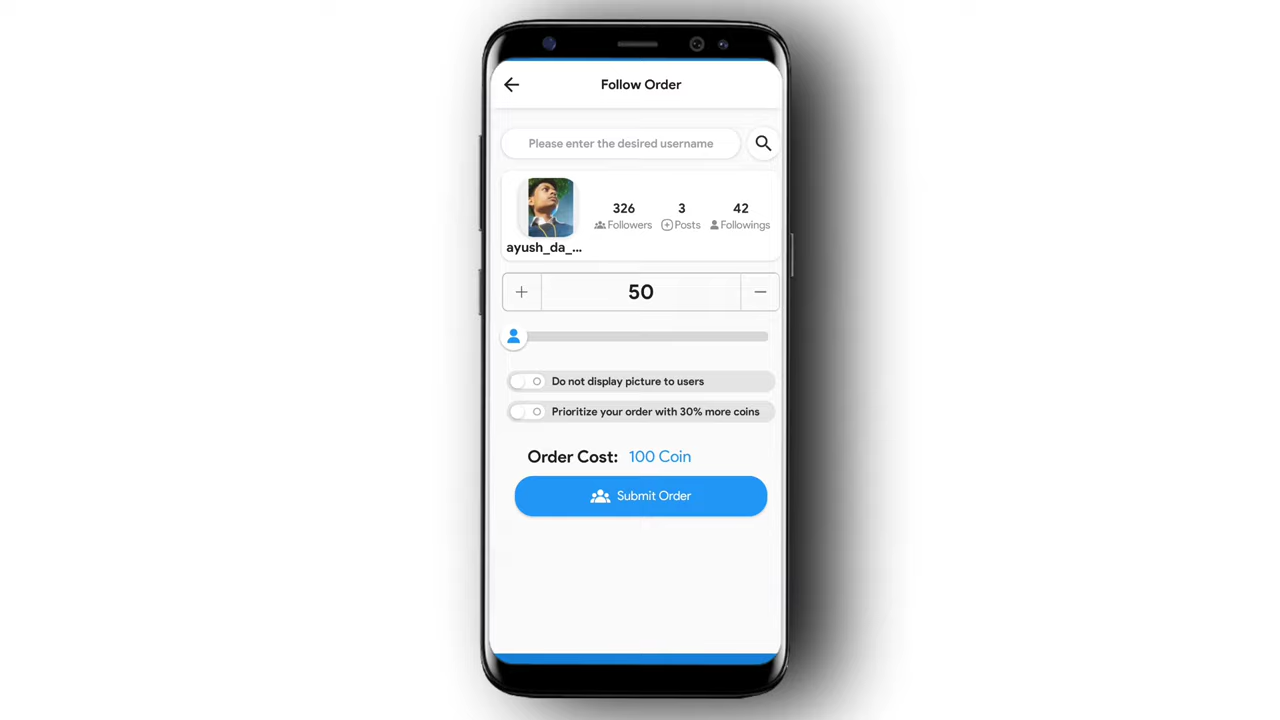 Follow Order
Please enter the desired username
326 3 42
Followers Posts Followings
ayush_da_...
50
Do not display picture to users
Prioritize your order with 30% more coins
Order Cost: 100 Coin
Submit Order